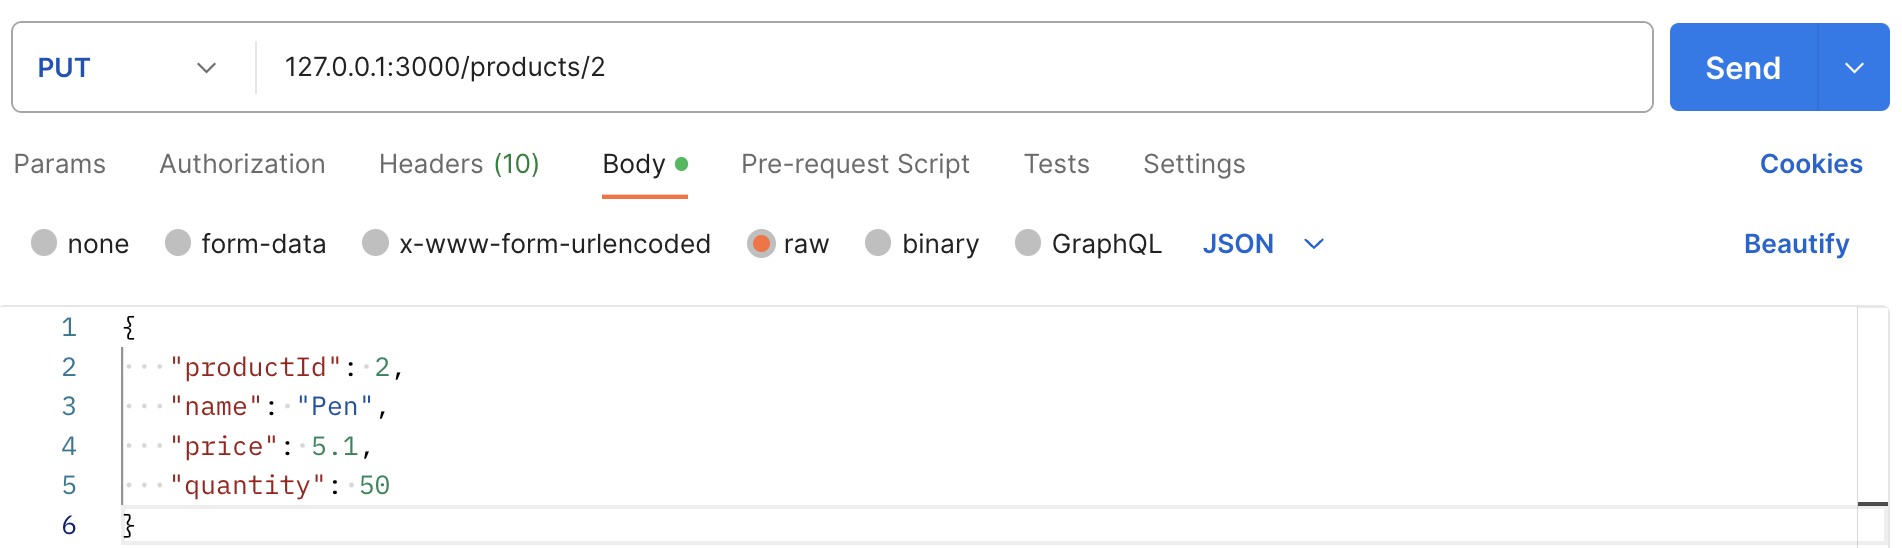 PUT 127.0.0.1:3000/products/2 Send
Params Authorization Headers (10) Body Pre-request Script Tests Settings Cookies
none form-data x-www-form-urlencoded raw binary GraphQL JSON Beautify
1 {
2 "productId": 2,
3 "name": "Pen",
4 "price": 5.1,
5 "quantity": 50
6 }